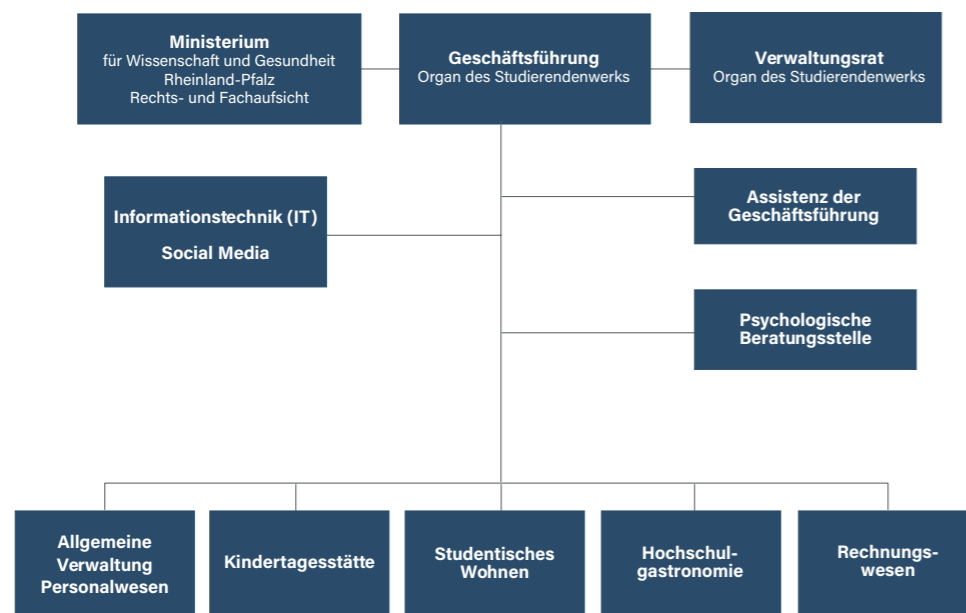 Ministerium
für Wissenschaft und Gesundheit
Rheinland-Pfalz
Rechts- und Fachaufsicht
Geschäftsführung
Organ des Studierendenwerks
Verwaltungsrat
Organ des Studierendenwerks
Informationstechnik (IT)
Social Media
Assistenz der
Geschäftsführung
Psychologische
Beratungsstelle
Allgemeine
Verwaltung
Personalwesen
Kindertagesstätte
Studentisches
Wohnen
Hochschul-
gastronomie
Rechnungs-
wesen